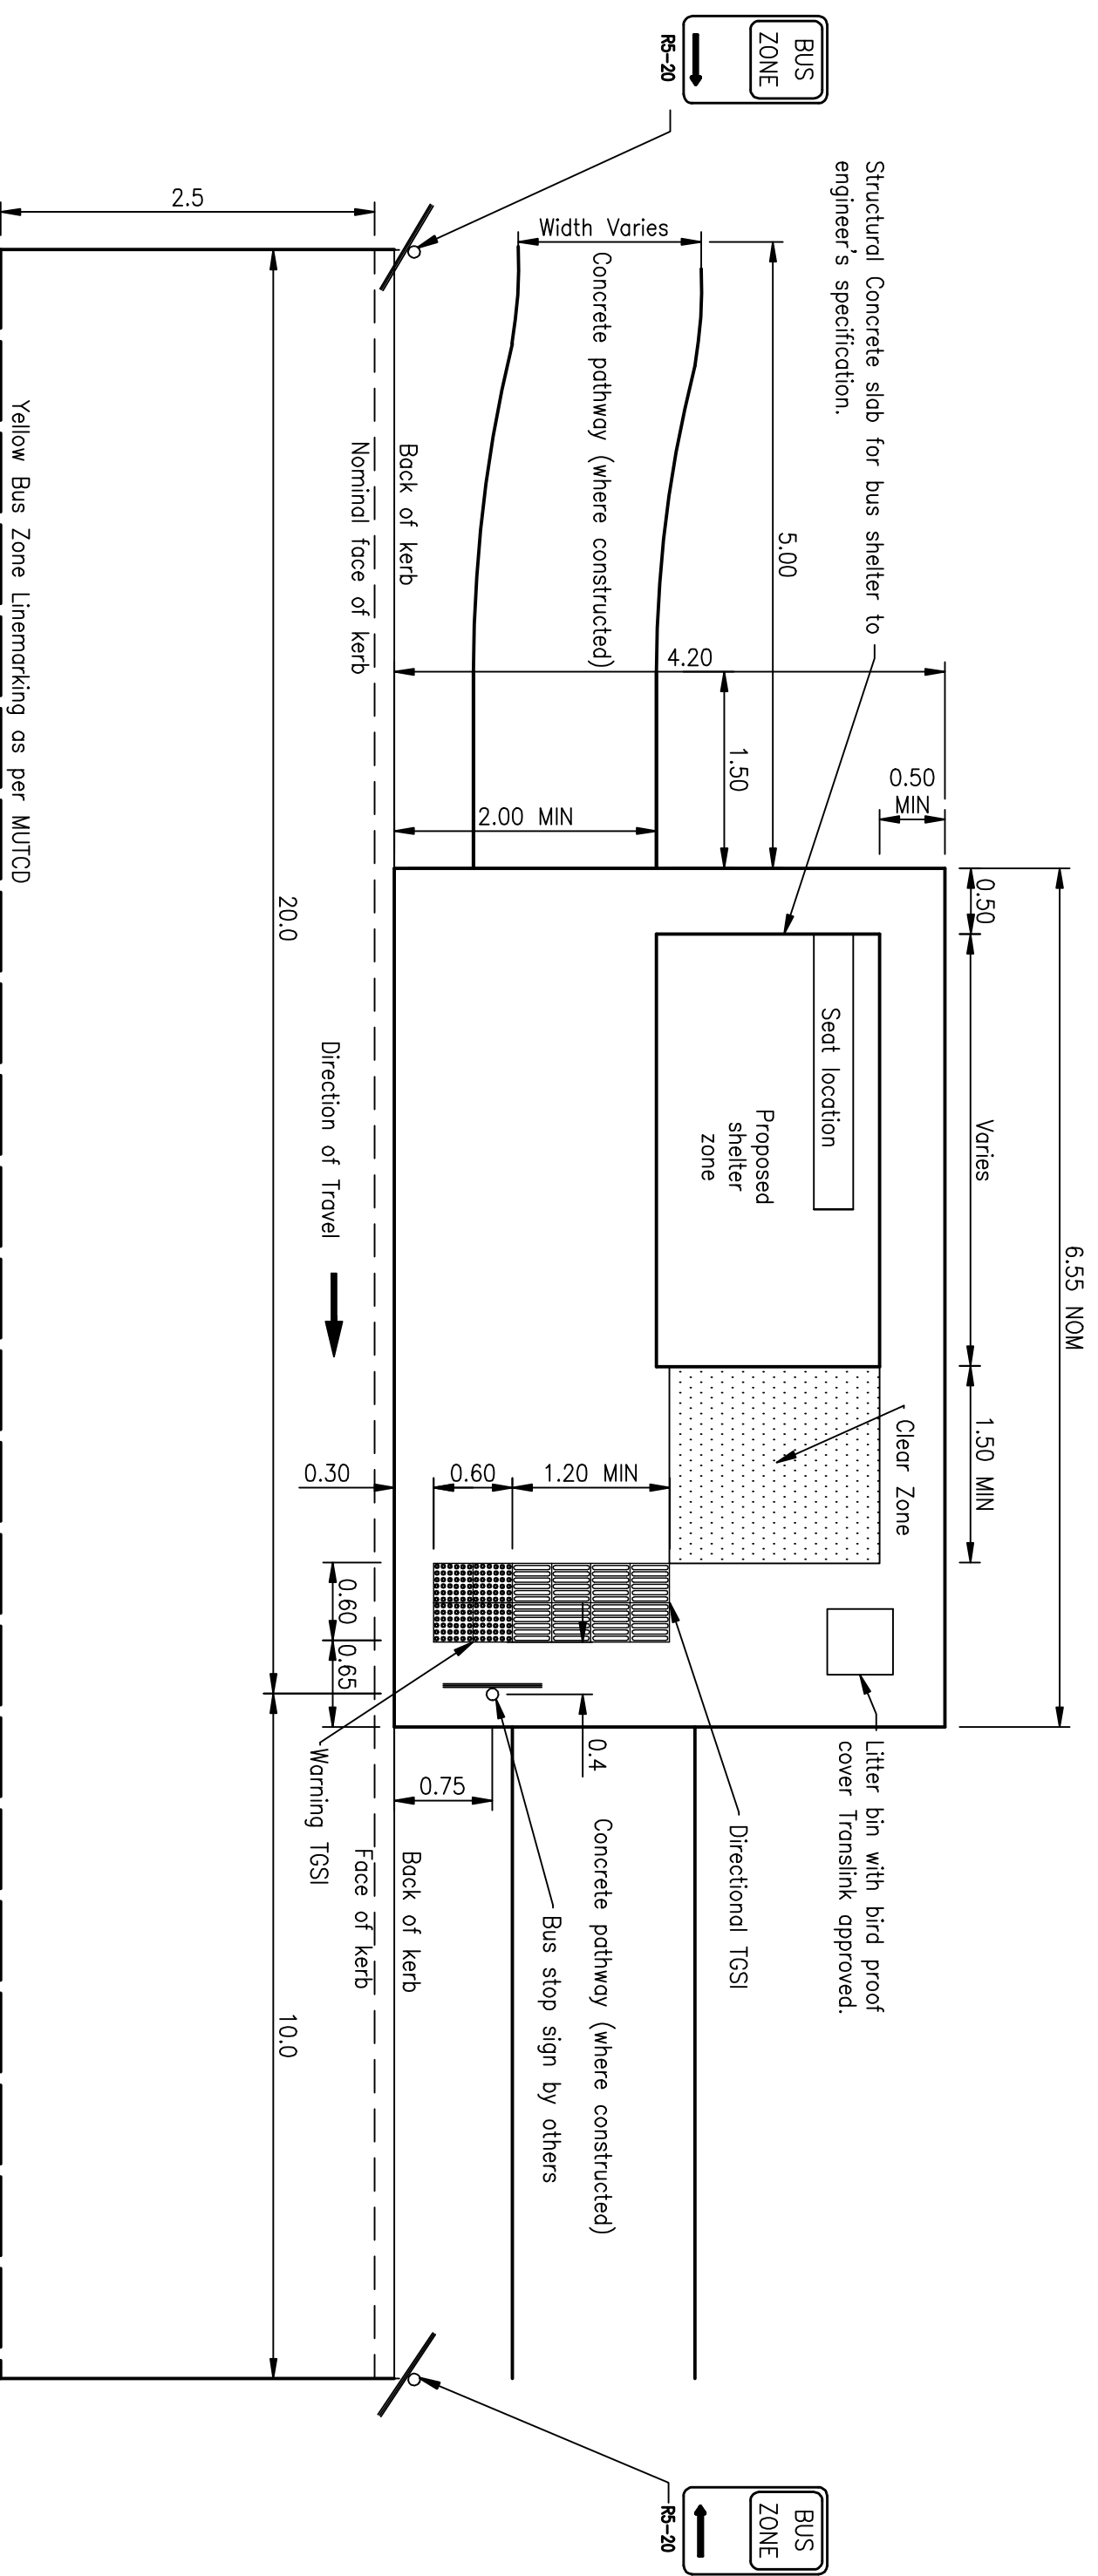 6.55 NOM
0.50
Varies
1.50 MIN
0.50
MIN
BUS
ZONE
R5-20
Structural Concrete slab for bus shelter to
engineer's specification.
Width Varies
5.00
Concrete pathway (where constructed)
4.20
1.50
2.00 MIN
Seat location
Proposed
shelter
zone
Clear Zone
Litter bin with bird proof
cover Translink approved.
Directional TGSI
BUS
ZONE
R5-20
1.20 MIN
0.60
0.30
0.4
Concrete pathway (where constructed)
Bus stop sign by others
0.75
Back of kerb
Nominal face of kerb
Back of kerb
Face of kerb
0.60
0.65
Warning TGSI
Direction of Travel
2.5
20.0
10.0
Yellow Bus Zone Linemarking as per MUTCD